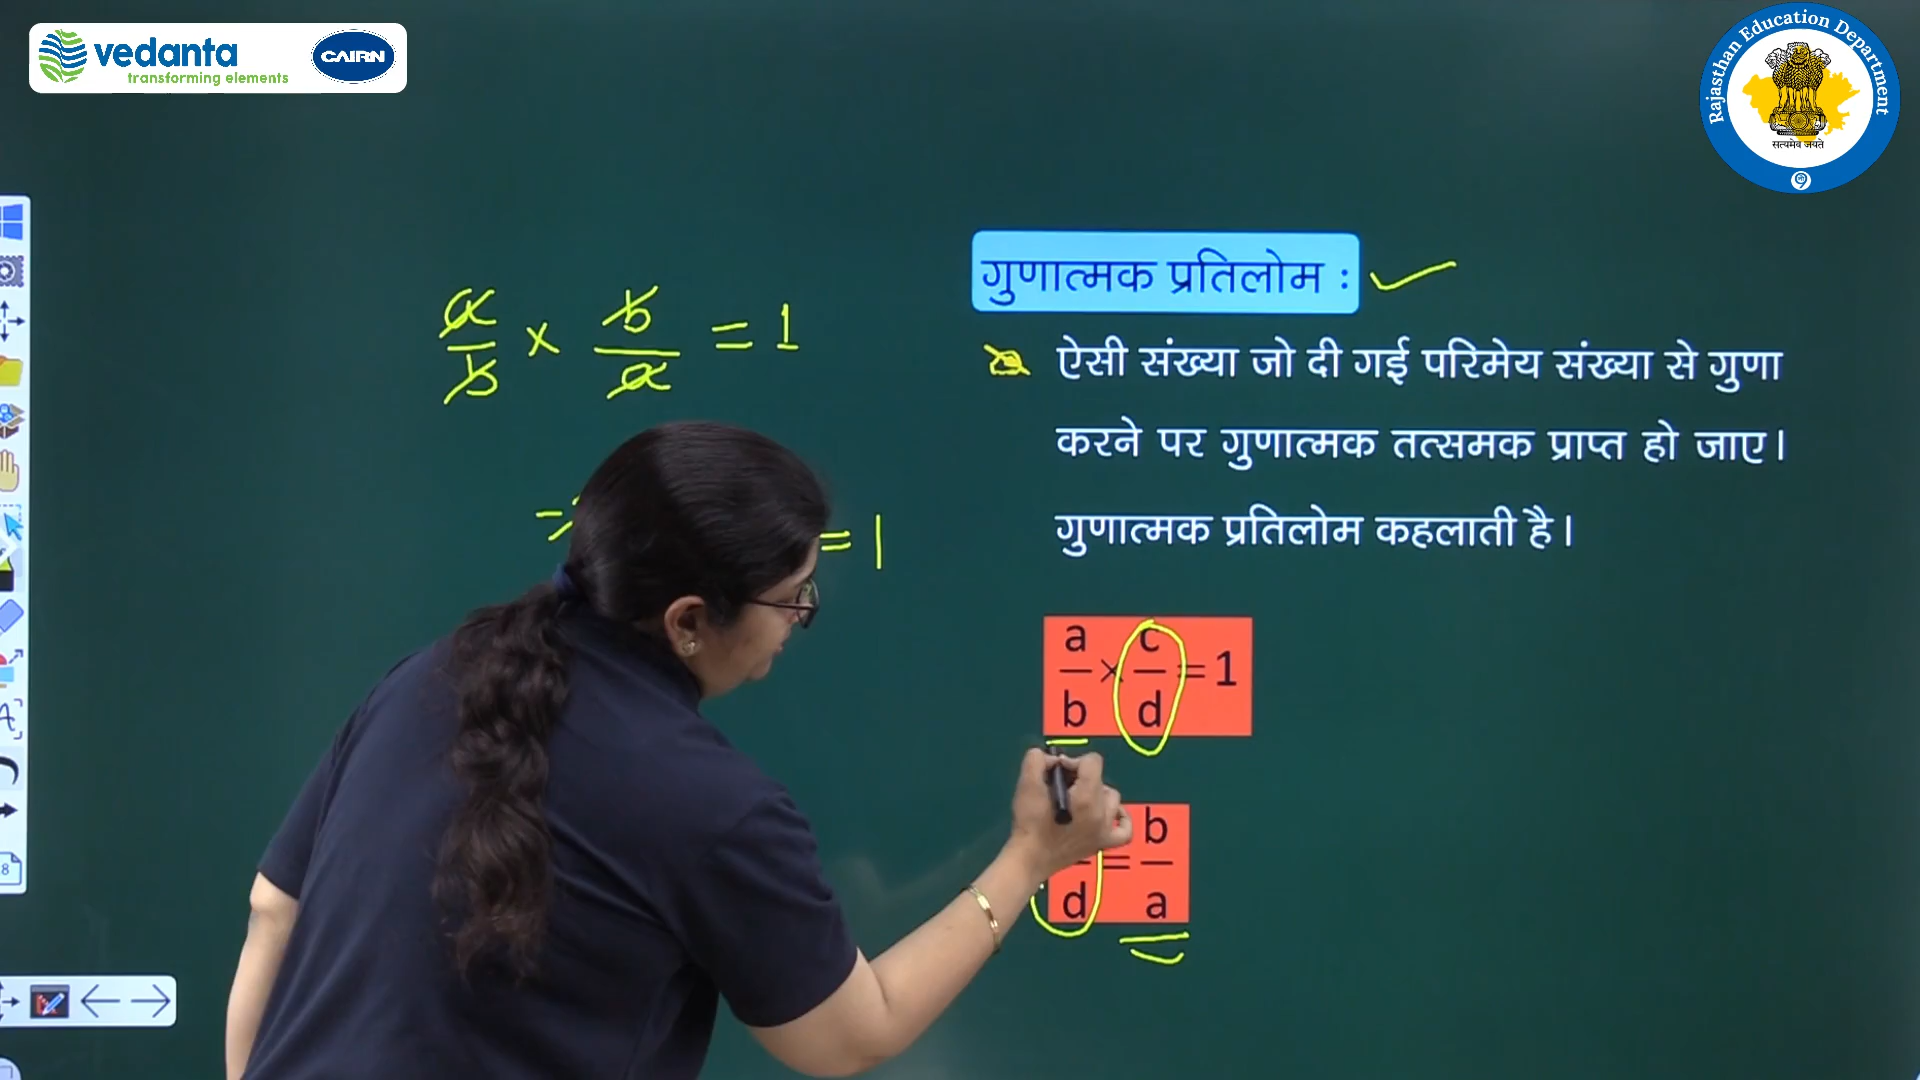 vedanta
transforming elements
CAIRN
Rajasthan Education Department
सत्यमेव जयते
गुणात्मक प्रतिलोम :
ऐसी संख्या जो दी गई परिमेय संख्या से गुणा
करने पर गुणात्मक तत्समक प्राप्त हो जाए।
गुणात्मक प्रतिलोम कहलाती है।
a/b × b/a = 1
= 1
a/b × c/d = 1
d = b/a